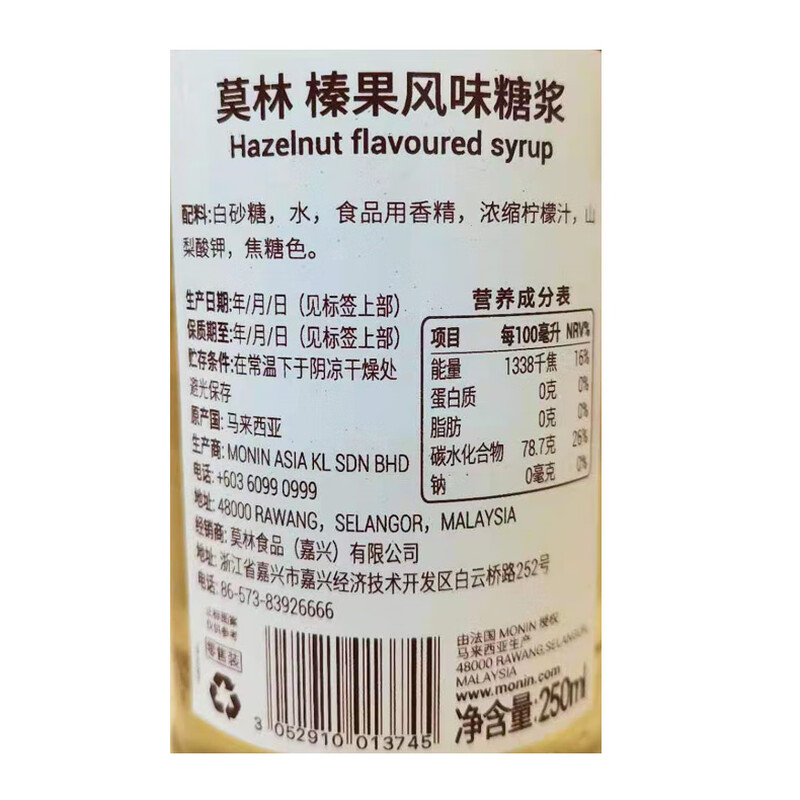 莫林 榛果风味糖浆
Hazelnut flavoured syrup
配料:白砂糖，水，食品用香精，浓缩柠檬汁，山
梨酸钾，焦糖色。
生产日期:年/月/日（见标签上部）
保质期至:年/月/日（见标签上部）
贮存条件:在常温下于阴凉干燥处
避光保存
原产国: 马来西亚
生产商: MONIN ASIA KL SDN BHD
电话: +603 6099 0999
地址: 48000 RAWANG，SELANGOR，MALAYSIA
经销商: 莫林食品（嘉兴）有限公司
地址: 浙江省嘉兴市嘉兴经济技术开发区白云桥路252号
电话: 86-573-83926666
营养成分表
项目 每100毫升 NRV%
能量 1338千焦 16%
蛋白质 0克 0%
脂肪 0克 0%
碳水化合物 78.7克 26%
钠 0毫克 0%
上标图案
仅供参考
零售装
3 052910 013745
由法国 MONIN 授权
马来西亚生产
48000 RAWANG,SELANGOR,
MALAYSIA
www.monin.com
净含量:250ml